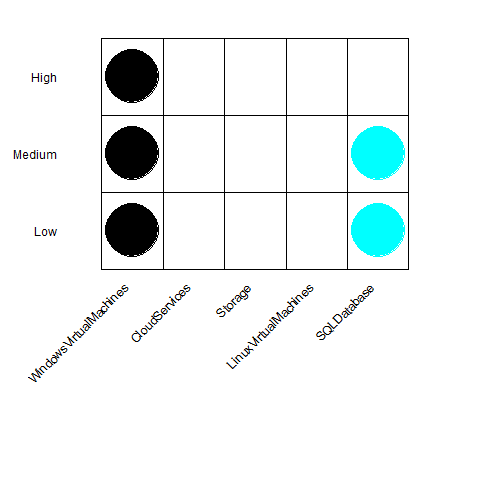 High
Medium
Low
WindowsVirtualMachines
CloudServices
Storage
LinuxVirtualMachines
SQLDatabase